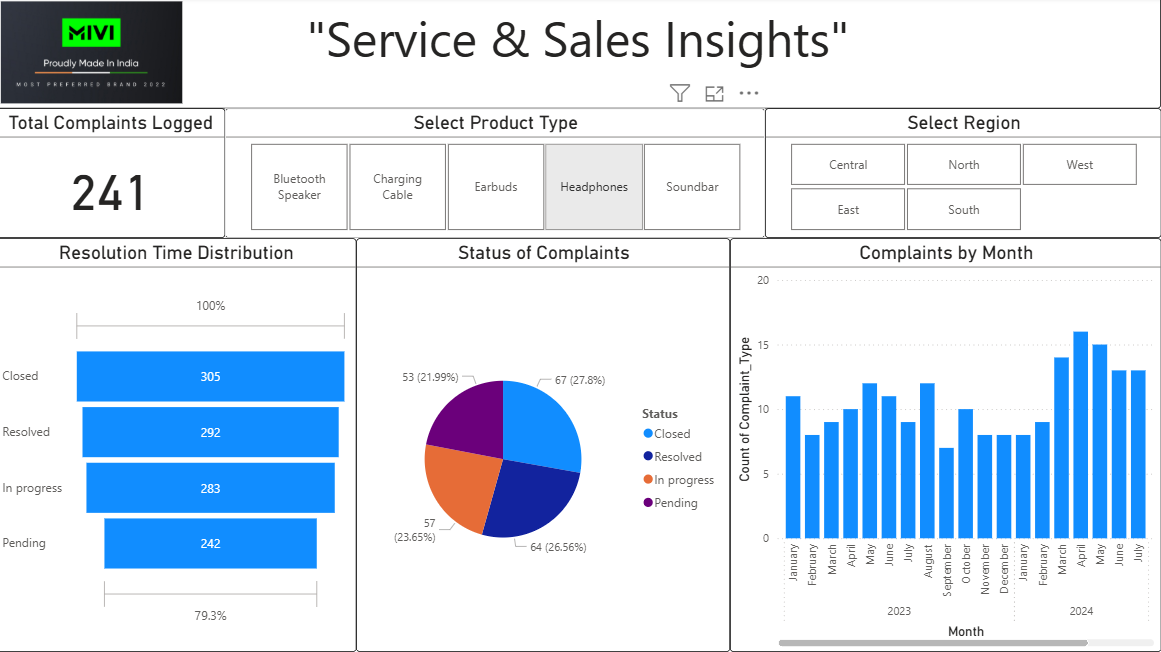 MIVI
Proudly Made In India
MOST PREFERRED BRAND 2022
"Service & Sales Insights"
Total Complaints Logged
241
Select Product Type
Bluetooth
Speaker
Charging
Cable
Earbuds
Headphones
Soundbar
Select Region
Central
North
West
East
South
Resolution Time Distribution
100%
Closed
305
Resolved
292
In progress
283
Pending
242
79.3%
Status of Complaints
53 (21.99%)
67 (27.8%)
57
(23.65%)
64 (26.56%)
Status
Closed
Resolved
In progress
Pending
Complaints by Month
Count of Complaint_Type
20
15
10
5
0
January
February
March
April
May
June
July
August
September
October
November
December
January
February
March
April
May
June
July
2023
2024
Month